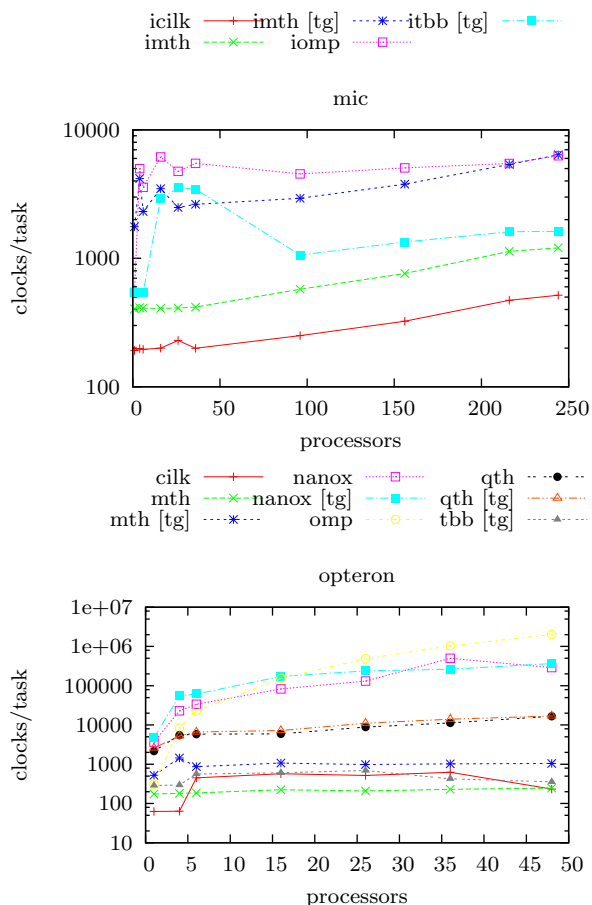 icilk imth [tg] itbb [tg]
imth iomp
mic
10000
1000
100
clocks/task
0 50 100 150 200 250
processors
cilk nanox qth
mth nanox [tg] qth [tg]
mth [tg] omp tbb [tg]
opteron
1e+07
1e+06
100000
10000
1000
100
10
clocks/task
0 5 10 15 20 25 30 35 40 45 50
processors